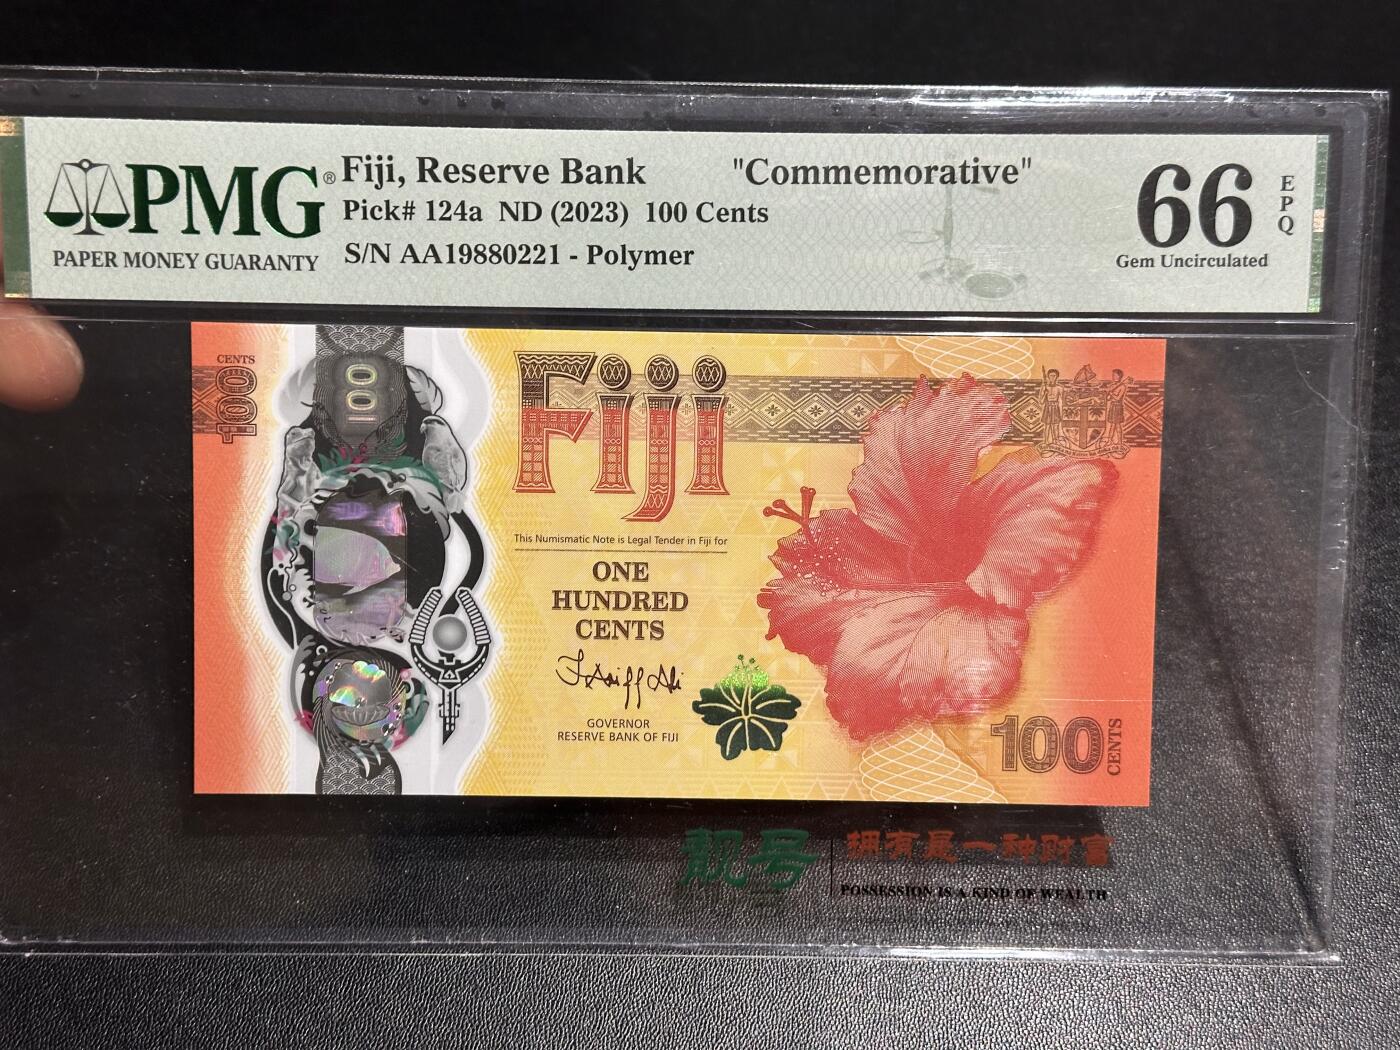 PMG®
PAPER MONEY GUARANTY
Fiji, Reserve Bank "Commemorative"
Pick# 124a ND (2023) 100 Cents
S/N AA19880221 - Polymer
66
EPQ
Gem Uncirculated
CENTS
100
100
Fiji
This Numismatic Note is Legal Tender in Fiji for
ONE
HUNDRED
CENTS
GOVERNOR
RESERVE BANK OF FIJI
100
CENTS
靓号
拥有是一种财富
POSSESSION IS A KIND OF WEALTH